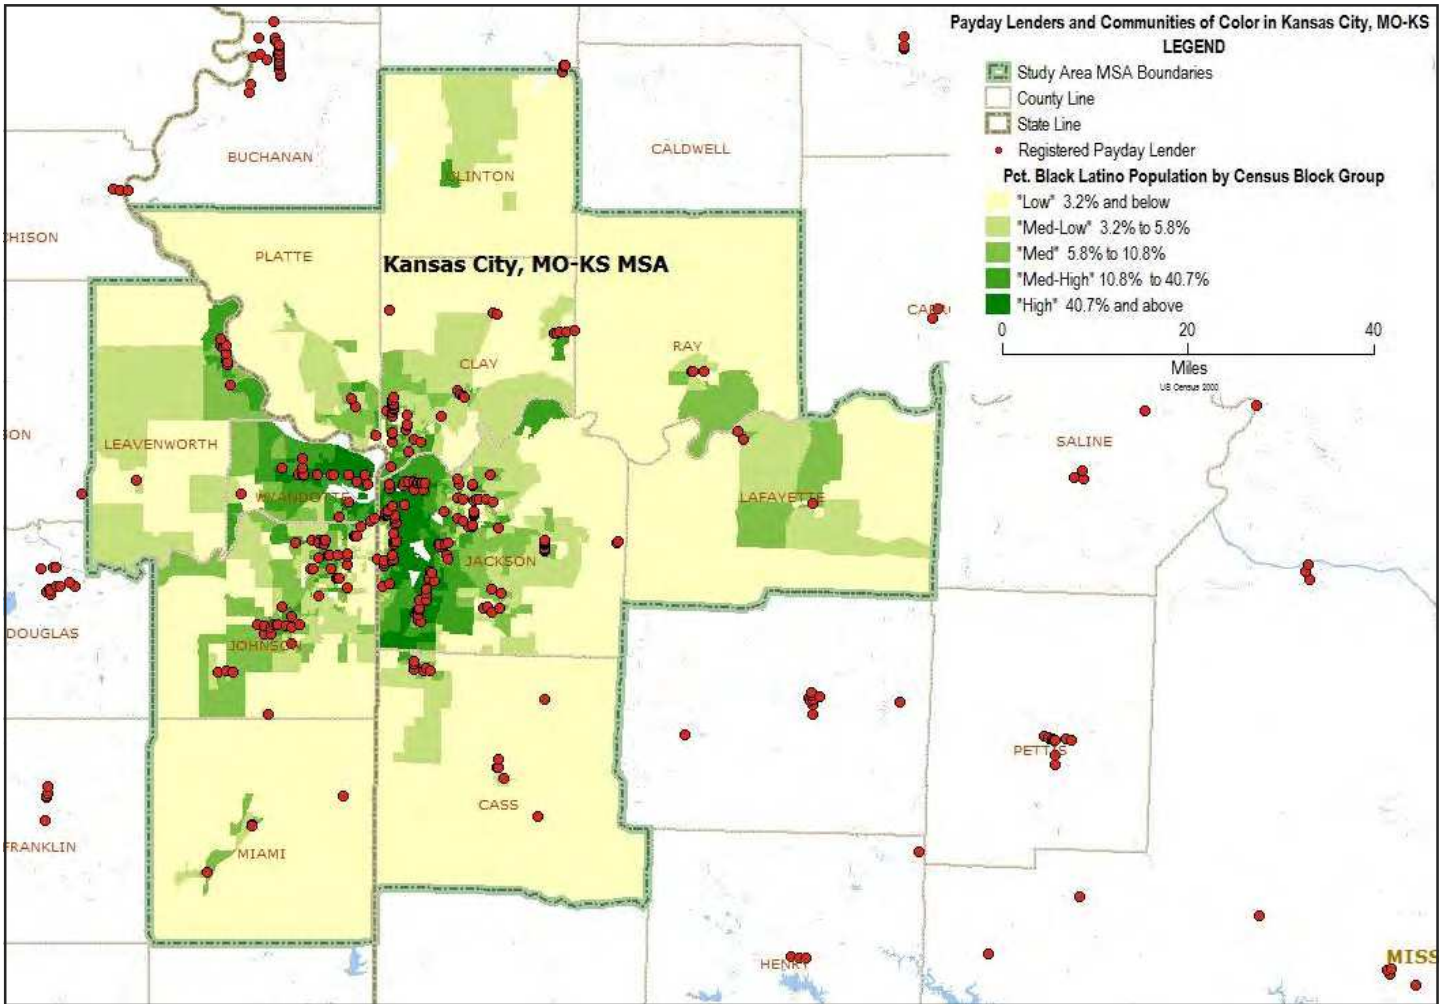 Payday Lenders and Communities of Color in Kansas City, MO-KS
LEGEND
Study Area MSA Boundaries
County Line
State Line
Registered Payday Lender
Pct. Black Latino Population by Census Block Group
"Low" 3.2% and below
"Med-Low" 3.2% to 5.8%
"Med" 5.8% to 10.8%
"Med-High" 10.8% to 40.7%
"High" 40.7% and above
0 20 40
Miles
US Census 2000
BUCHANAN
CALDWELL
CLINTON
HISON
PLATTE
Kansas City, MO-KS MSA
RAY
CLAY
LEAVENWORTH
ON
SALINE
WYANDOTTE
LAFAYETTE
JACKSON
DOUGLAS
JOHNSON
PETTIS
CASS
FRANKLIN
MIAMI
HENRY
MISS